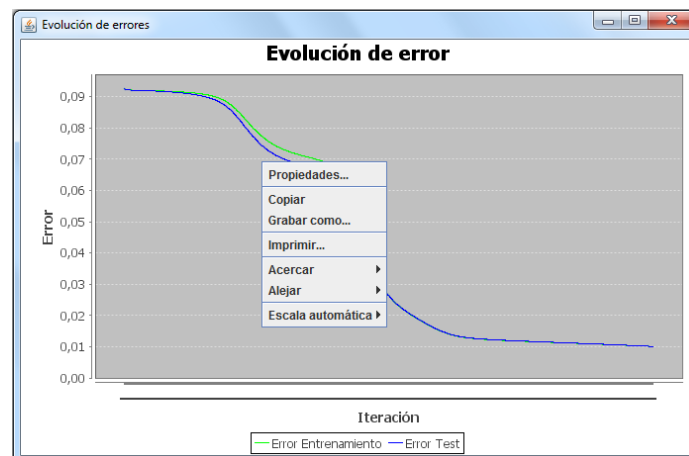 Evolución de errores
Evolución de error
0,09
0,08
0,07
0,06
0,05
0,04
0,03
0,02
0,01
0,00
Error
Propiedades...
Copiar
Grabar como...
Imprimir...
Acercar
Alejar
Escala automática
Iteración
Error Entrenamiento Error Test